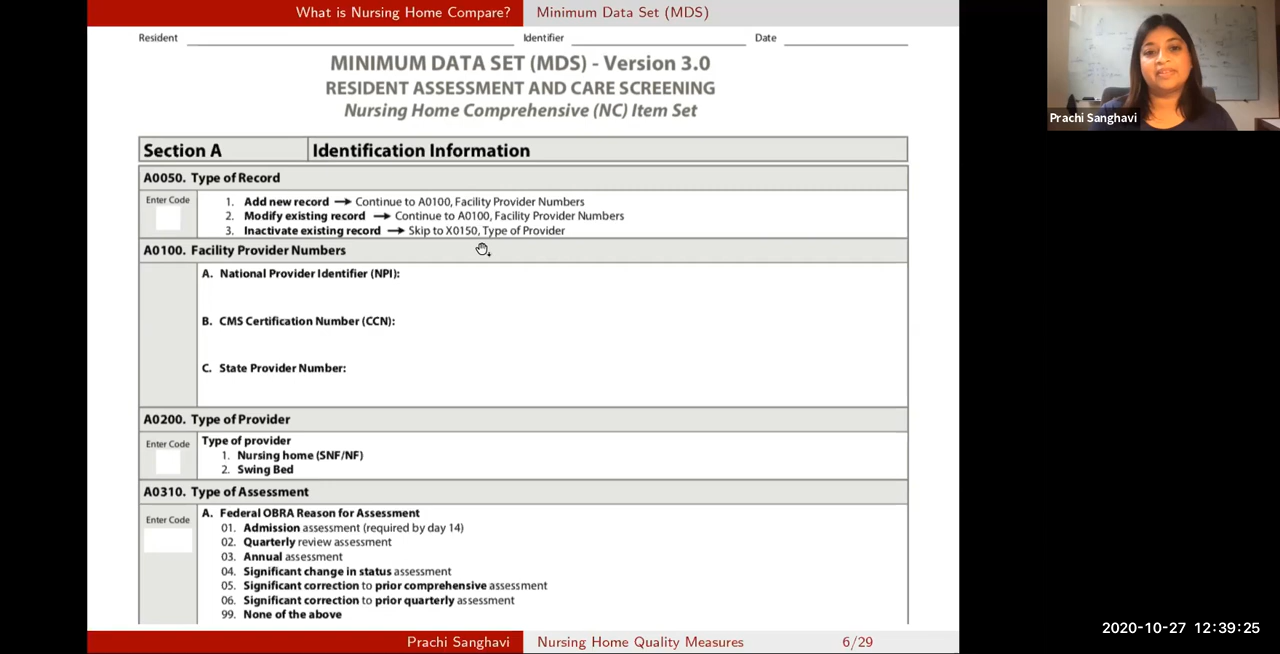 What is Nursing Home Compare? Minimum Data Set (MDS)
Resident Identifier Date
MINIMUM DATA SET (MDS) - Version 3.0
RESIDENT ASSESSMENT AND CARE SCREENING
Nursing Home Comprehensive (NC) Item Set
Section A Identification Information
A0050. Type of Record
Enter Code
1. Add new record → Continue to A0100, Facility Provider Numbers
2. Modify existing record → Continue to A0100, Facility Provider Numbers
3. Inactivate existing record → Skip to X0150, Type of Provider
A0100. Facility Provider Numbers
A. National Provider Identifier (NPI):
B. CMS Certification Number (CCN):
C. State Provider Number:
A0200. Type of Provider
Enter Code
Type of provider
1. Nursing home (SNF/NF)
2. Swing Bed
A0310. Type of Assessment
Enter Code
A. Federal OBRA Reason for Assessment
01. Admission assessment (required by day 14)
02. Quarterly review assessment
03. Annual assessment
04. Significant change in status assessment
05. Significant correction to prior comprehensive assessment
06. Significant correction to prior quarterly assessment
99. None of the above
Prachi Sanghavi Nursing Home Quality Measures 6/29
Prachi Sanghavi
2020-10-27 12:39:25